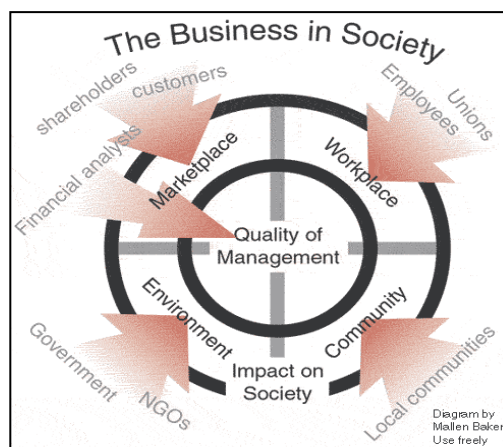 The Business in Society
shareholders
customers
Unions
Employees
Financial analysts
Marketplace
Workplace
Quality of
Management
Environment
Community
Impact on
Society
Government
NGOs
Local communities
Diagram by
Mallen Baker
Use freely